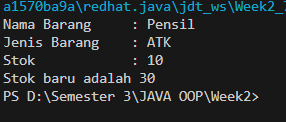 a1570ba9a\redhat.java\jdt_ws\Week2_
Nama Barang     : Pensil
Jenis Barang    : ATK
Stok            : 10
Stok baru adalah 30
PS D:\Semester 3\JAVA OOP\Week2>